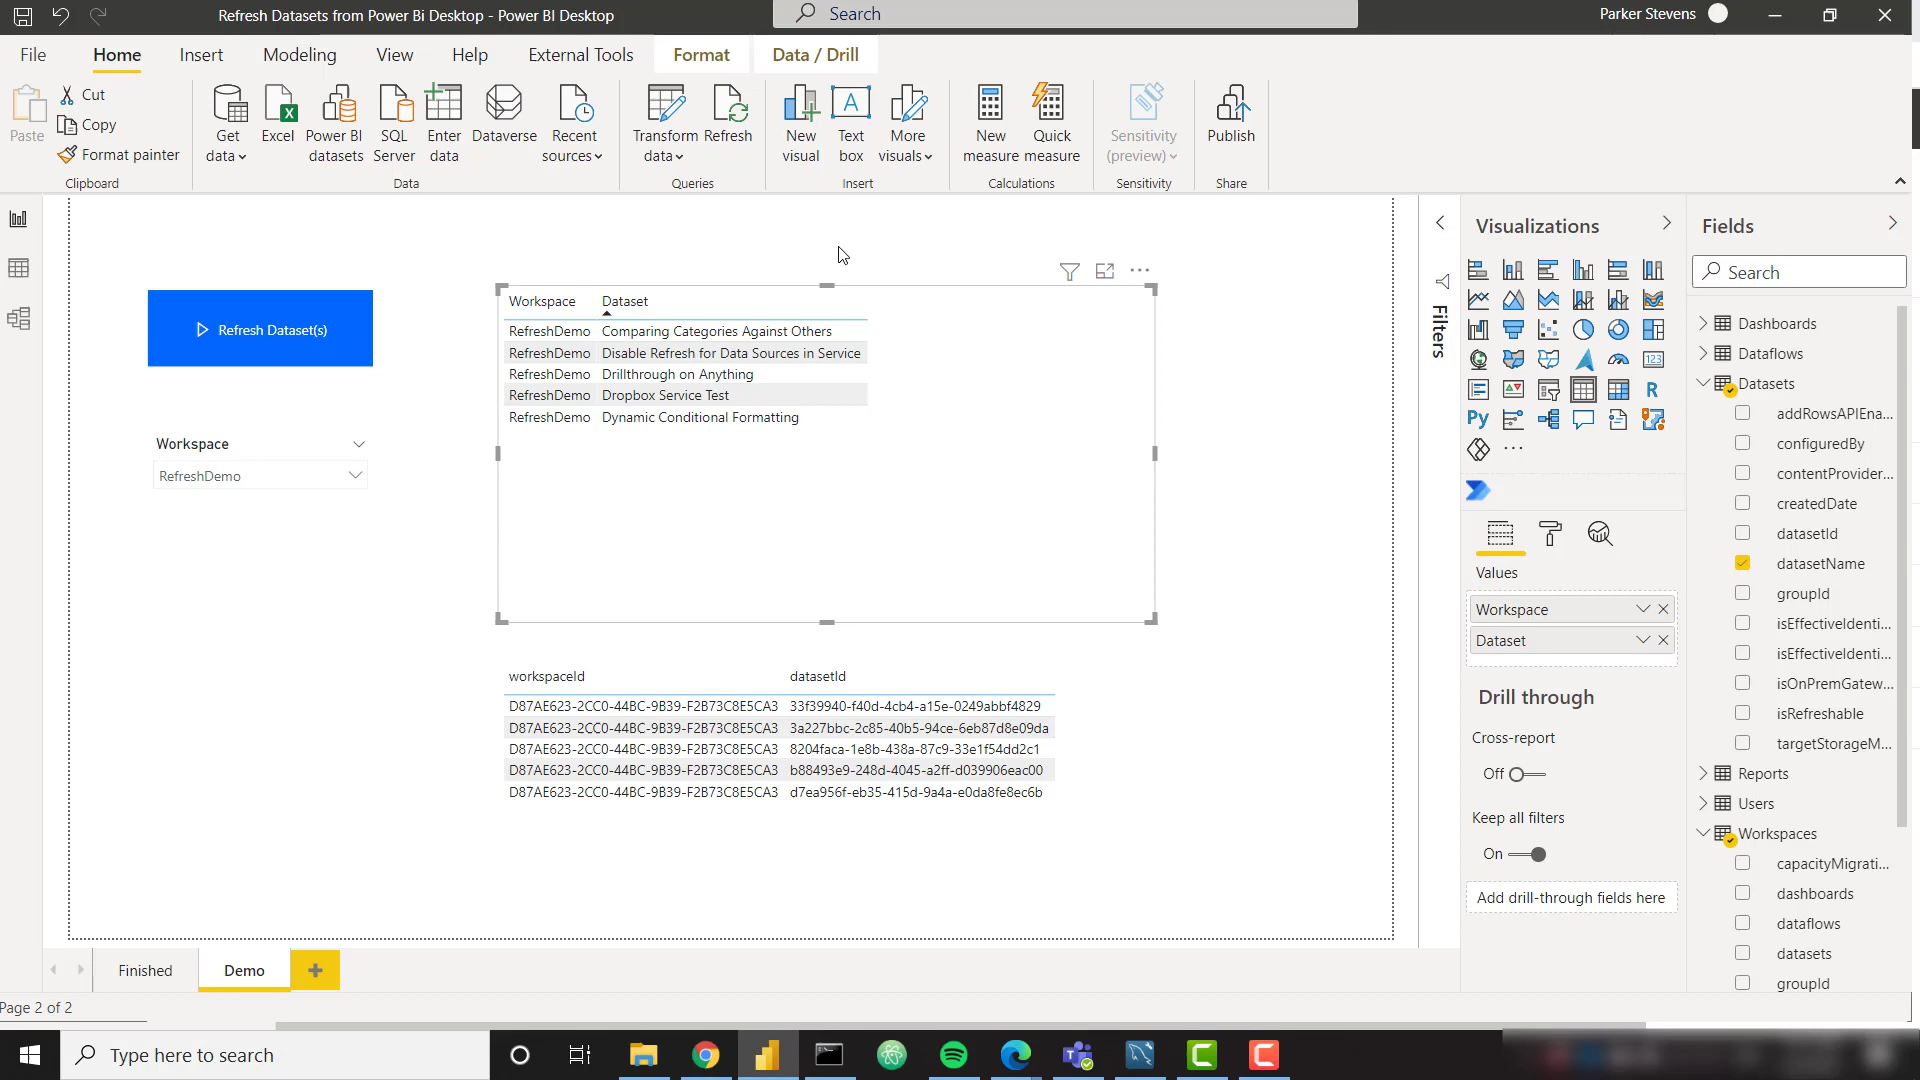 Refresh Datasets from Power Bi Desktop - Power BI Desktop
Search
Parker Stevens
File
Home
Insert
Modeling
View
Help
External Tools
Format
Data / Drill
Paste
Cut
Copy
Format painter
Clipboard
Get data
Excel
Power BI datasets
SQL Server
Enter data
Dataverse
Recent sources
Data
Transform data
Refresh
Queries
New visual
Text box
More visuals
Insert
New measure
Quick measure
Calculations
Sensitivity (preview)
Sensitivity
Publish
Share
Refresh Dataset(s)
Workspace
RefreshDemo
Workspace Dataset
RefreshDemo Comparing Categories Against Others
RefreshDemo Disable Refresh for Data Sources in Service
RefreshDemo Drillthrough on Anything
RefreshDemo Dropbox Service Test
RefreshDemo Dynamic Conditional Formatting
workspaceId datasetId
D87AE623-2CC0-44BC-9B39-F2B73C8E5CA3 33f39940-f40d-4cb4-a15e-0249abbf4829
D87AE623-2CC0-44BC-9B39-F2B73C8E5CA3 3a227bbc-2c85-40b5-94ce-6eb87d8e09da
D87AE623-2CC0-44BC-9B39-F2B73C8E5CA3 8204faca-1e8b-438a-87c9-33e1f54dd2c1
D87AE623-2CC0-44BC-9B39-F2B73C8E5CA3 b88493e9-248d-4045-a2ff-d039906eac00
D87AE623-2CC0-44BC-9B39-F2B73C8E5CA3 d7ea956f-eb35-415d-9a4a-e0da8fe8ec6b
Filters
Visualizations
123
R
Py
Values
Workspace
Dataset
Drill through
Cross-report
Off
Keep all filters
On
Add drill-through fields here
Fields
Search
Dashboards
Dataflows
Datasets
addRowsAPIEna...
configuredBy
contentProvider...
createdDate
datasetId
datasetName
groupId
isEffectiveIdenti...
isEffectiveIdenti...
isOnPremGatew...
isRefreshable
targetStorageM...
Reports
Users
Workspaces
capacityMigrati...
dashboards
dataflows
datasets
groupId
Finished
Demo
Page 2 of 2
Type here to search